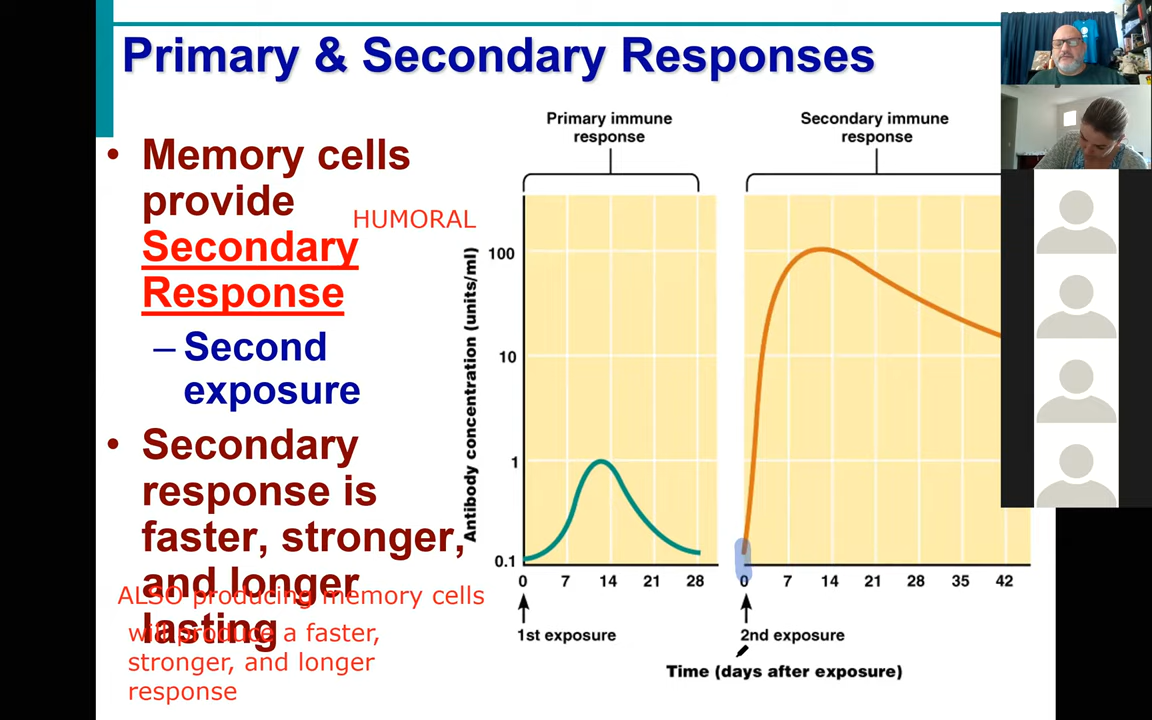 Primary & Secondary Responses
• Memory cells
provide
HUMORAL
Secondary
Response
– Second
exposure
• Secondary
response is
faster, stronger,
and longer
lasting
ALSO producing memory cells
will produce a faster,
stronger, and longer
response
Primary immune
response
Secondary immune
response
Antibody concentration (units/ml)
100
10
1
0.1
0 7 14 21 28
0 7 14 21 28 35 42
1st exposure
2nd exposure
Time (days after exposure)